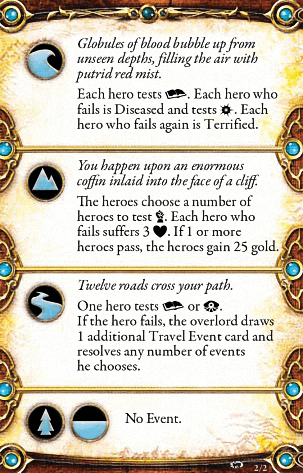 Globules of blood bubble up from
unseen depths, filling the air with
putrid red mist.
Each hero tests . Each hero who
fails is Diseased and tests . Each
hero who fails again is Terrified.
You happen upon an enormous
coffin inlaid into the face of a cliff.
The heroes choose a number of
heroes to test . Each hero who
fails suffers 3 . If 1 or more
heroes pass, the heroes gain 25 gold.
Twelve roads cross your path.
One hero tests or .
If the hero fails, the overlord draws
1 additional Travel Event card and
resolves any number of events
he chooses.
No Event.
2/2